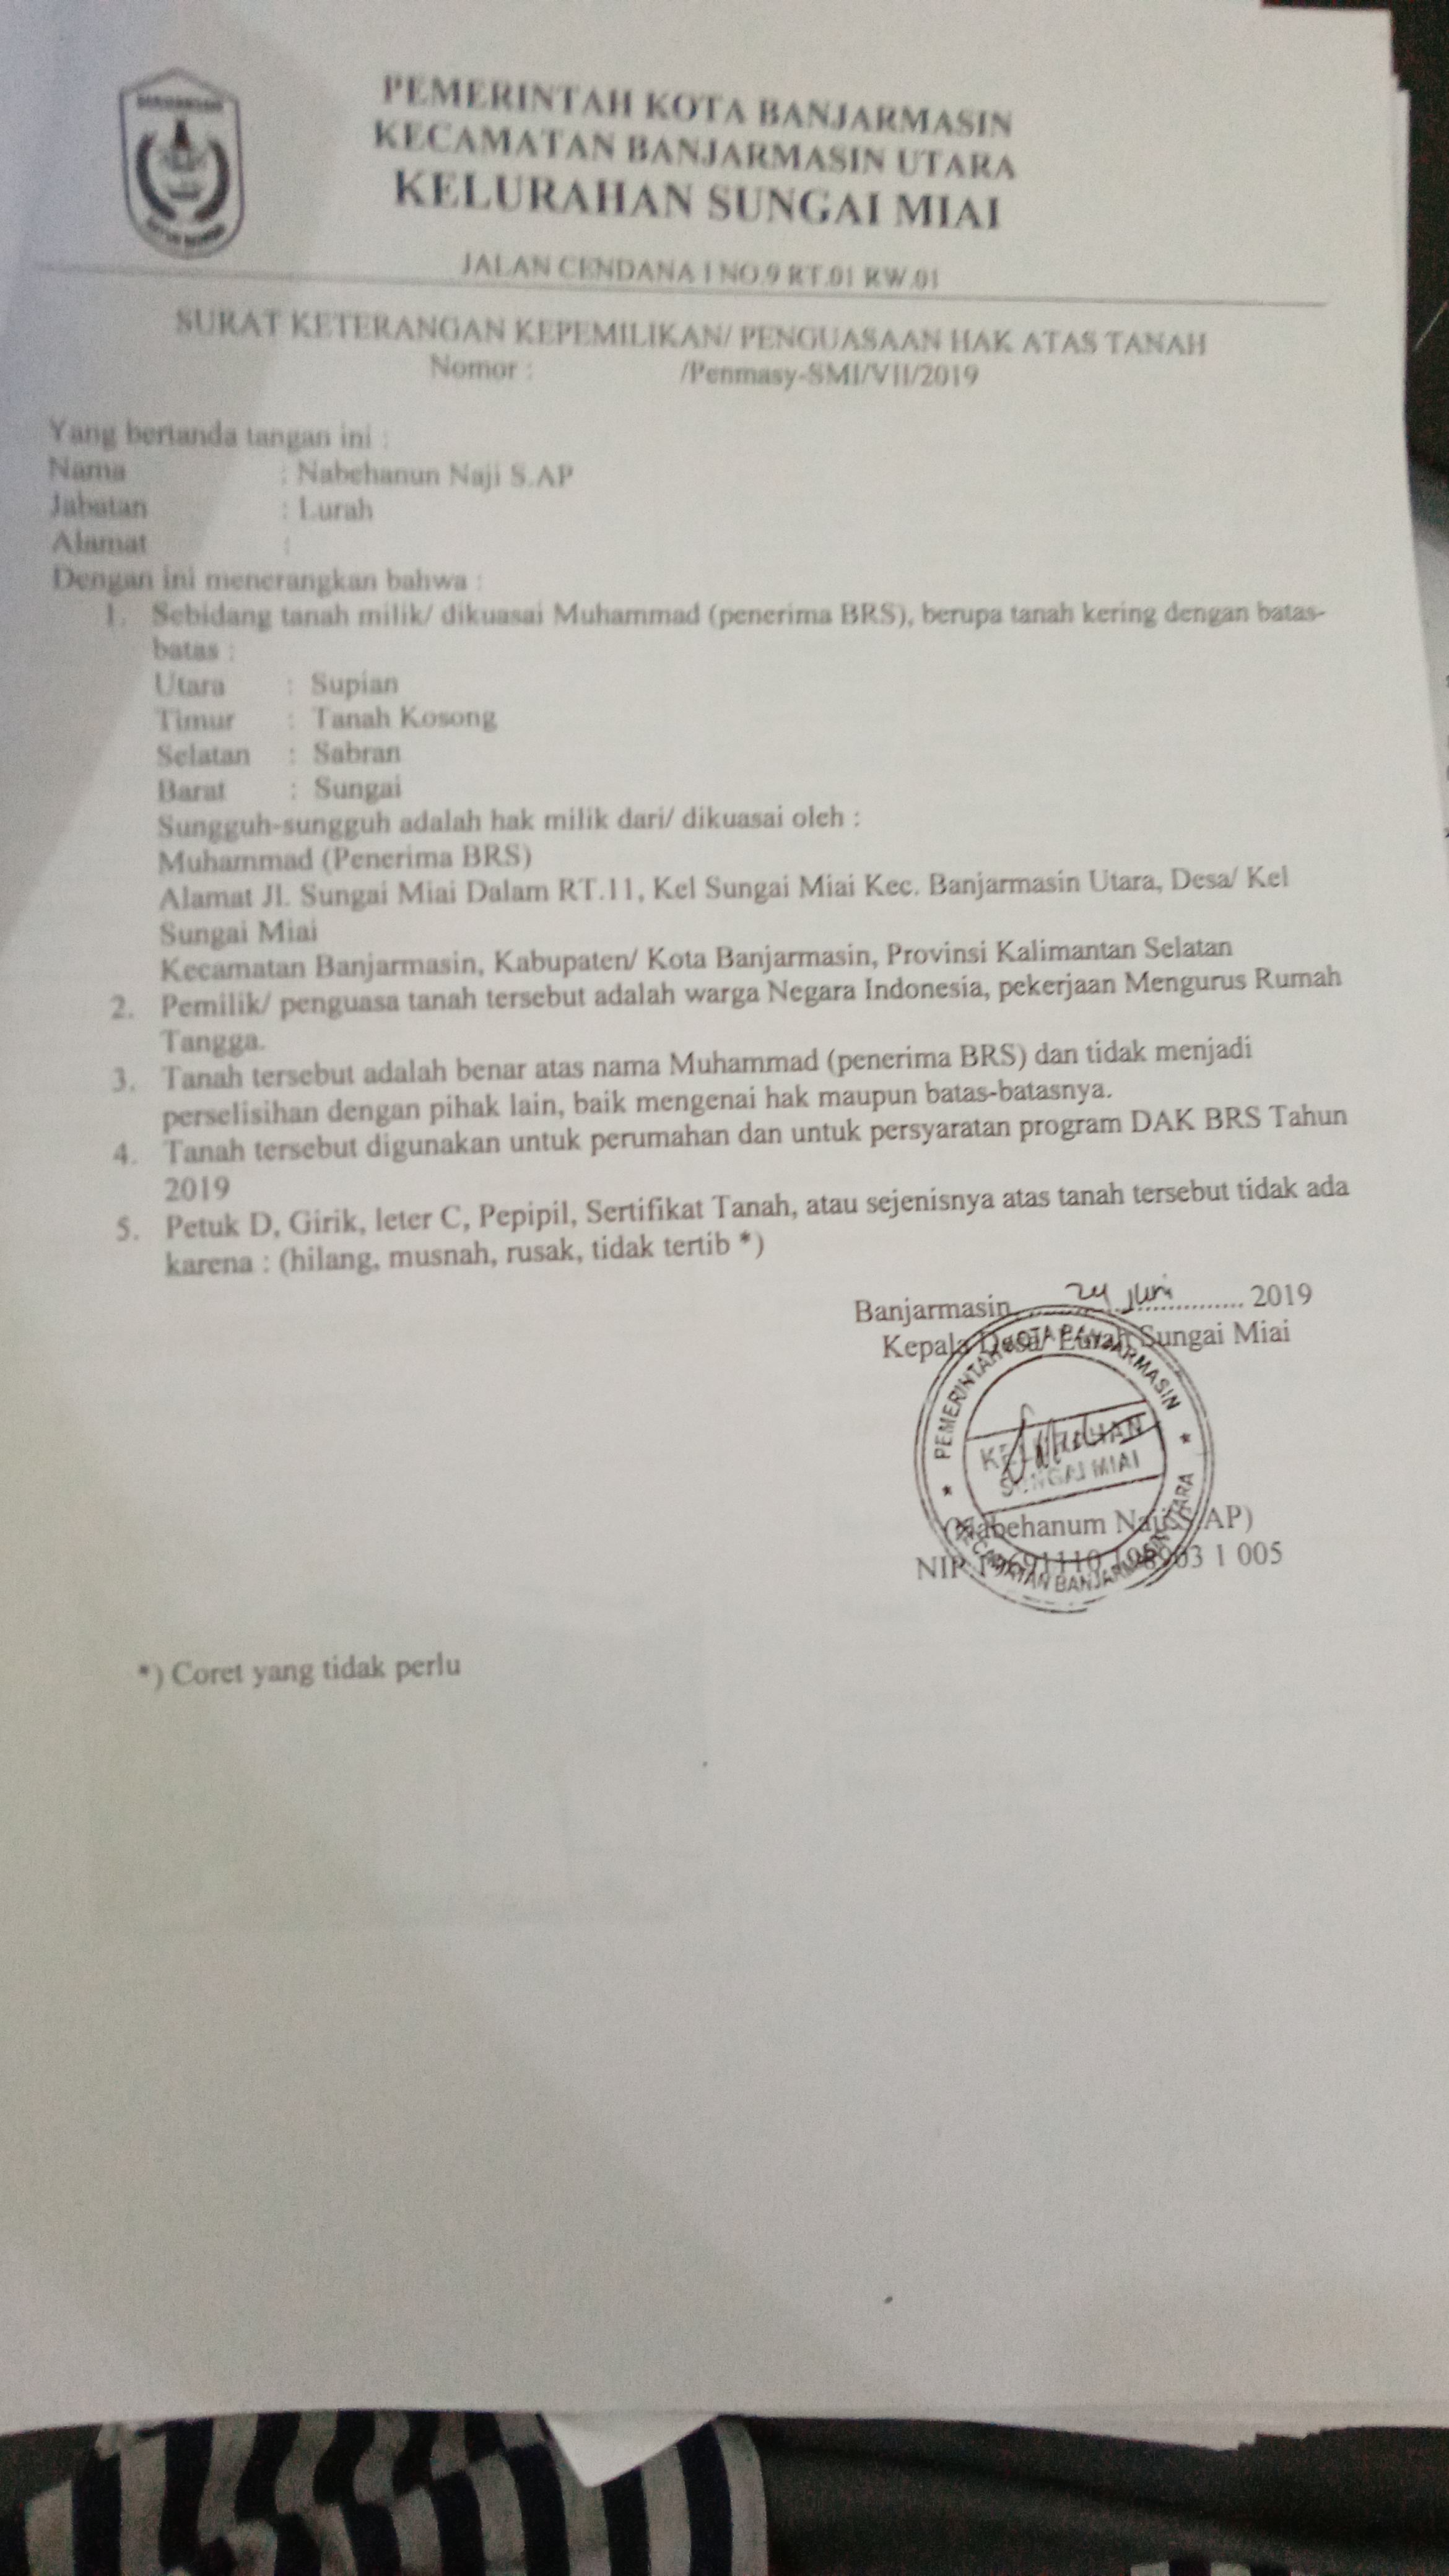 PEMERINTAH KOTA BANJARMASIN
KECAMATAN BANJARMASIN UTARA
KELURAHAN SUNGAI MIAI
JALAN CENDANA I NO.9 RT.01 RW.01
SURAT KETERANGAN KEPEMILIKAN/ PENGUASAAN HAK ATAS TANAH
Nomor : /Penmasy-SMI/VII/2019
Yang bertanda tangan ini :
Nama : Nabehanun Naji S.AP
Jabatan : Lurah
Alamat :
Dengan ini menerangkan bahwa :
1. Sebidang tanah milik/ dikuasai Muhammad (penerima BRS), berupa tanah kering dengan batas-
batas :
Utara : Supian
Timur : Tanah Kosong
Selatan : Sabran
Barat : Sungai
Sungguh-sungguh adalah hak milik dari/ dikuasai oleh :
Muhammad (Penerima BRS)
Alamat Jl. Sungai Miai Dalam RT.11, Kel Sungai Miai Kec. Banjarmasin Utara, Desa/ Kel
Sungai Miai
Kecamatan Banjarmasin, Kabupaten/ Kota Banjarmasin, Provinsi Kalimantan Selatan
2. Pemilik/ penguasa tanah tersebut adalah warga Negara Indonesia, pekerjaan Mengurus Rumah
Tangga.
3. Tanah tersebut adalah benar atas nama Muhammad (penerima BRS) dan tidak menjadi
perselisihan dengan pihak lain, baik mengenai hak maupun batas-batasnya.
4. Tanah tersebut digunakan untuk perumahan dan untuk persyaratan program DAK BRS Tahun
2019
5. Petuk D, Girik, leter C, Pepipil, Sertifikat Tanah, atau sejenisnya atas tanah tersebut tidak ada
karena : (hilang, musnah, rusak, tidak tertib *)
Banjarmasin, 24 Juni 2019
Kepala Desa/ Lurah Sungai Miai
PEMERINTAH KOTA BANJARMASIN
KELURAHAN
SUNGAI MIAI
KECAMATAN BANJARMASIN UTARA
(Nabehanum Naji S.AP)
NIP 19691110 198903 1 005
*) Coret yang tidak perlu